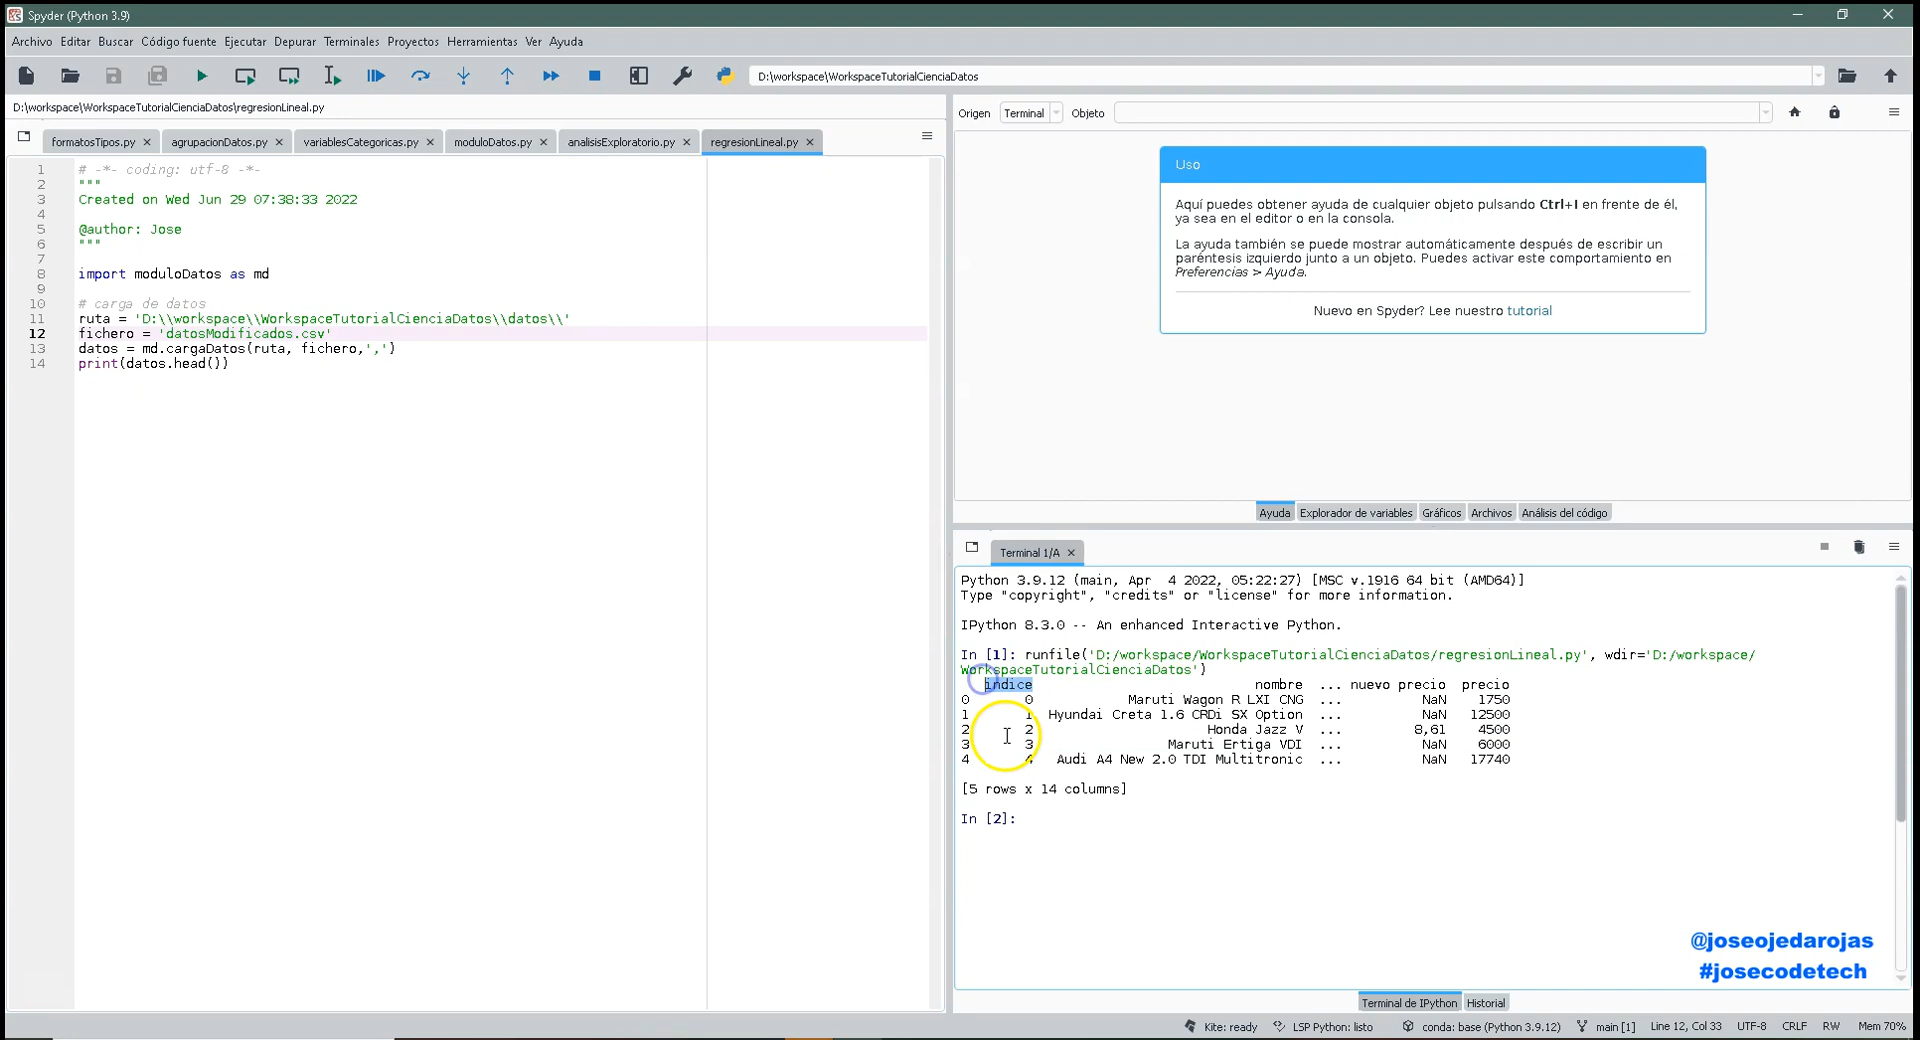 Spyder (Python 3.9)
Archivo Editar Buscar Código fuente Ejecutar Depurar Terminales Proyectos Herramientas Ver Ayuda
D:\workspace\WorkspaceTutorialCienciaDatos
D:\workspace\WorkspaceTutorialCienciaDatos\regresionLineal.py
formatosTipos.py agrupacionDatos.py variablesCategoricas.py moduloDatos.py analisisExploratorio.py regresionLineal.py
1 # -*- coding: utf-8 -*-
2 """
3 Created on Wed Jun 29 07:38:33 2022
4
5 @author: Jose
6 """
7
8 import moduloDatos as md
9
10 # carga de datos
11 ruta = 'D:\\workspace\\WorkspaceTutorialCienciaDatos\\datos\\'
12 fichero = 'datosModificados.csv'
13 datos = md.cargaDatos(ruta, fichero,',')
14 print(datos.head())
Origen Terminal Objeto
Uso
Aquí puedes obtener ayuda de cualquier objeto pulsando Ctrl+I en frente de él,
ya sea en el editor o en la consola.
La ayuda también se puede mostrar automáticamente después de escribir un
paréntesis izquierdo junto a un objeto. Puedes activar este comportamiento en
Preferencias > Ayuda.
Nuevo en Spyder? Lee nuestro tutorial
Ayuda Explorador de variables Gráficos Archivos Análisis del código
Terminal 1/A
Python 3.9.12 (main, Apr  4 2022, 05:22:27) [MSC v.1916 64 bit (AMD64)]
Type "copyright", "credits" or "license" for more information.
IPython 8.3.0 -- An enhanced Interactive Python.
In [1]: runfile('D:/workspace/WorkspaceTutorialCienciaDatos/regresionLineal.py', wdir='D:/workspace/
WorkspaceTutorialCienciaDatos')
indice nombre ... nuevo precio precio
0 0 Maruti Wagon R LXI CNG ... NaN 1750
1 1 Hyundai Creta 1.6 CRDi SX Option ... NaN 12500
2 2 Honda Jazz V ... 8,61 4500
3 3 Maruti Ertiga VDI ... NaN 6000
4 4 Audi A4 New 2.0 TDI Multitronic ... NaN 17740
[5 rows x 14 columns]
In [2]:
@joseojedarojas
#josecodetech
Terminal de IPython Historial
Kite: ready LSP Python: listo conda: base (Python 3.9.12) main [1] Line 12, Col 33 UTF-8 CRLF RW Mem 70%